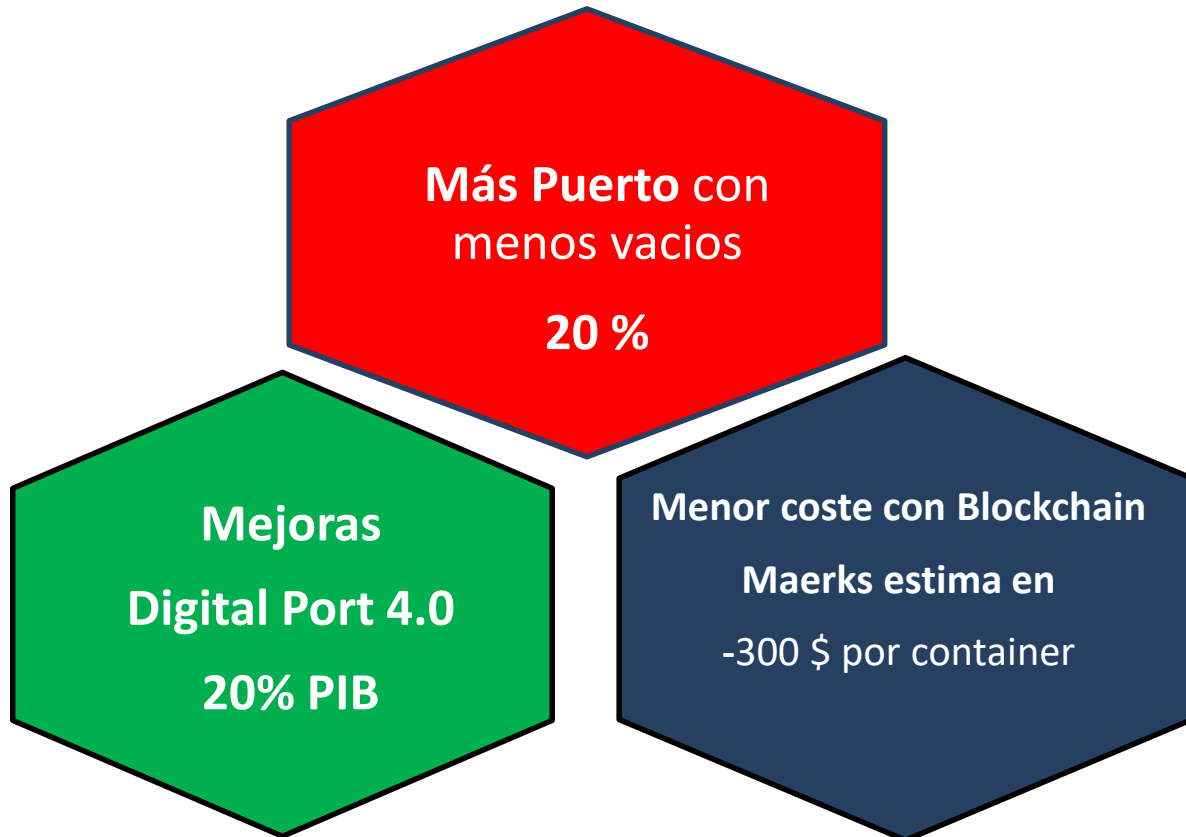 Más Puerto con
menos vacios
20 %
Mejoras
Digital Port 4.0
20% PIB
Menor coste con Blockchain
Maerks estima en
-300 $ por container